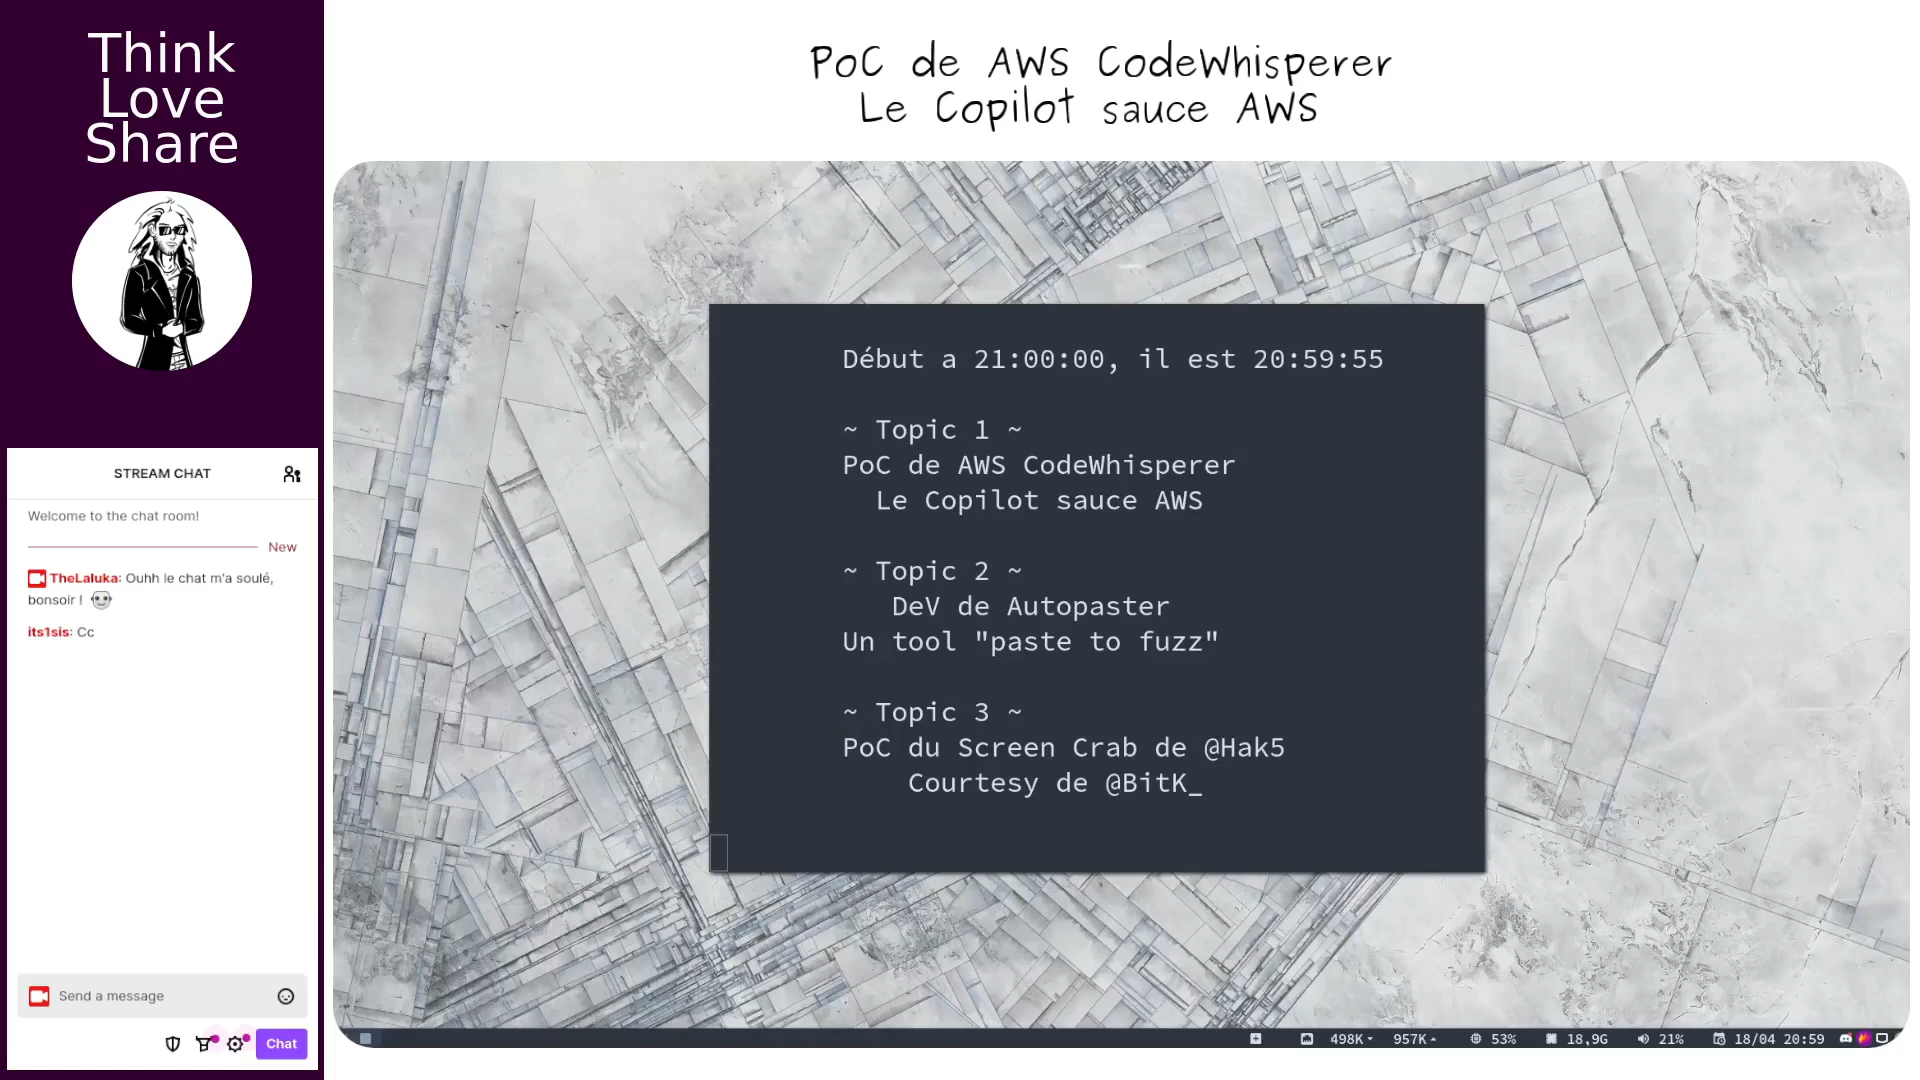 Think
Love
Share
PoC de AWS CodeWhisperer
Le Copilot sauce AWS
STREAM CHAT
Welcome to the chat room!
New
TheLaluka: Ouhh le chat m'a soulé,
bonsoir !
its1sis: Cc
Send a message
Chat
Début a 21:00:00, il est 20:59:55
~ Topic 1 ~
PoC de AWS CodeWhisperer
Le Copilot sauce AWS
~ Topic 2 ~
DeV de Autopaster
Un tool "paste to fuzz"
~ Topic 3 ~
PoC du Screen Crab de @Hak5
Courtesy de @BitK_
498K 957K 53% 18,9G 21% 18/04 20:59